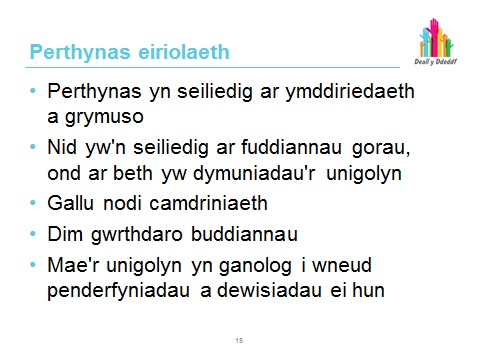 Perthynas eiriolaeth
Deall y Ddeddf
• Perthynas yn seiliedig ar ymddiriedaeth
a grymuso
• Nid yw'n seiliedig ar fuddiannau gorau,
ond ar beth yw dymuniadau'r unigolyn
• Gallu nodi camdriniaeth
• Dim gwrthdaro buddiannau
• Mae'r unigolyn yn ganolog i wneud
penderfyniadau a dewisiadau ei hun
15